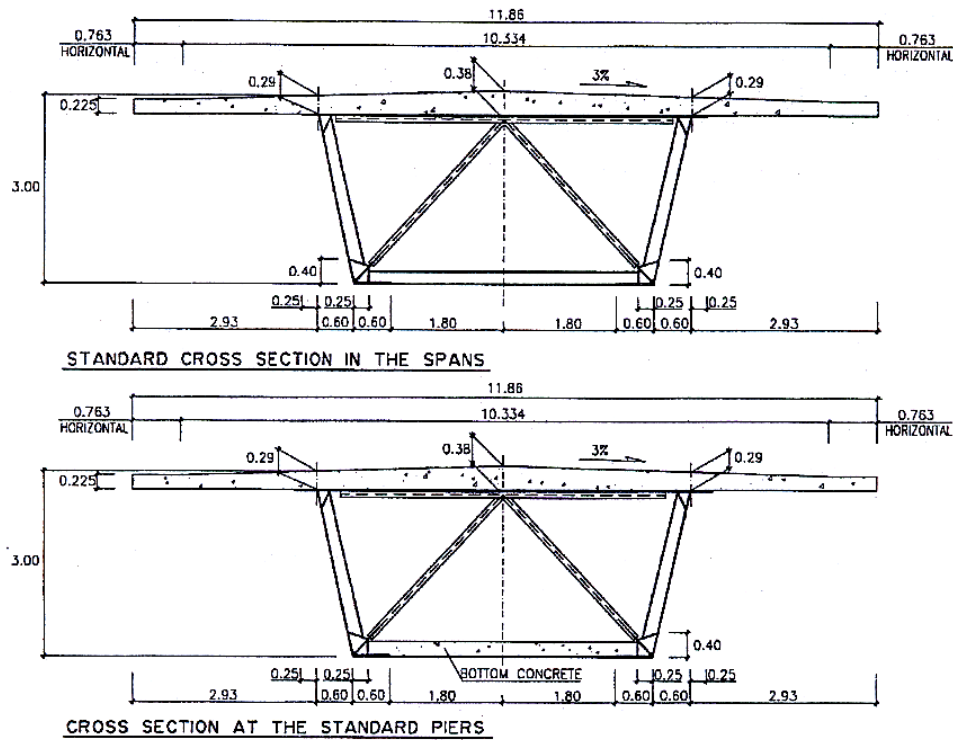 11.86
0.763 10.334 0.763
HORIZONTAL HORIZONTAL
0.29 0.38 3% 0.29
0.225
3.00
0.40 0.40
0.25 0.25 0.25 0.25
2.93 0.60 0.60 1.80 1.80 0.60 0.60 2.93
STANDARD CROSS SECTION IN THE SPANS
11.86
0.763 10.334 0.763
HORIZONTAL HORIZONTAL
0.29 0.38 3% 0.29
0.225
3.00
0.40
BOTTOM CONCRETE
0.25 0.25 0.25 0.25
2.93 0.60 0.60 1.80 1.80 0.60 0.60 2.93
CROSS SECTION AT THE STANDARD PIERS